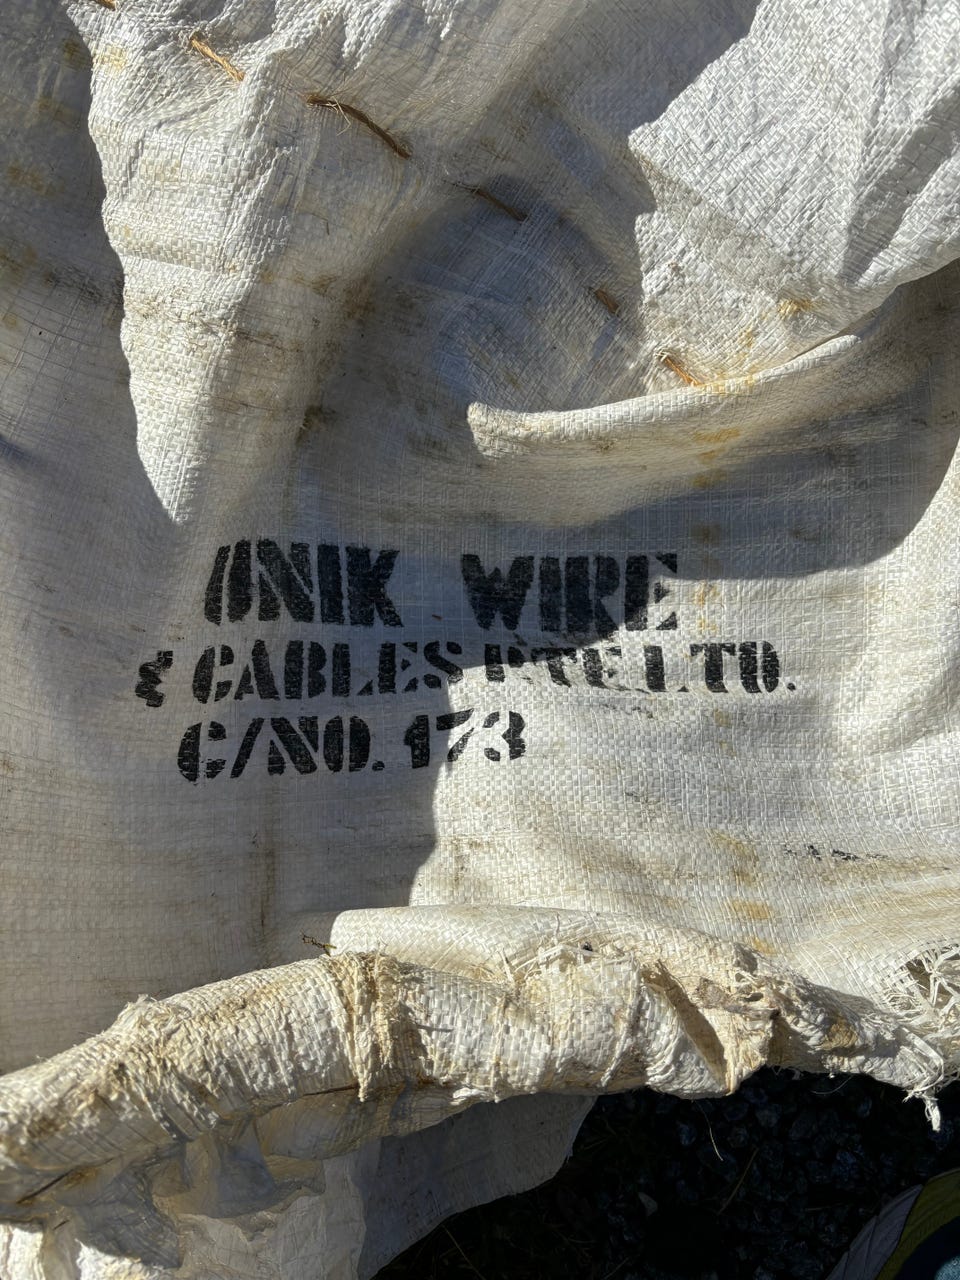 ONIK WIRE
& CABLES PTE LTD.
C/NO. 173